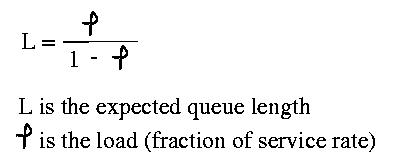 L = ρ / (1 - ρ)
L is the expected queue length
ρ is the load (fraction of service rate)